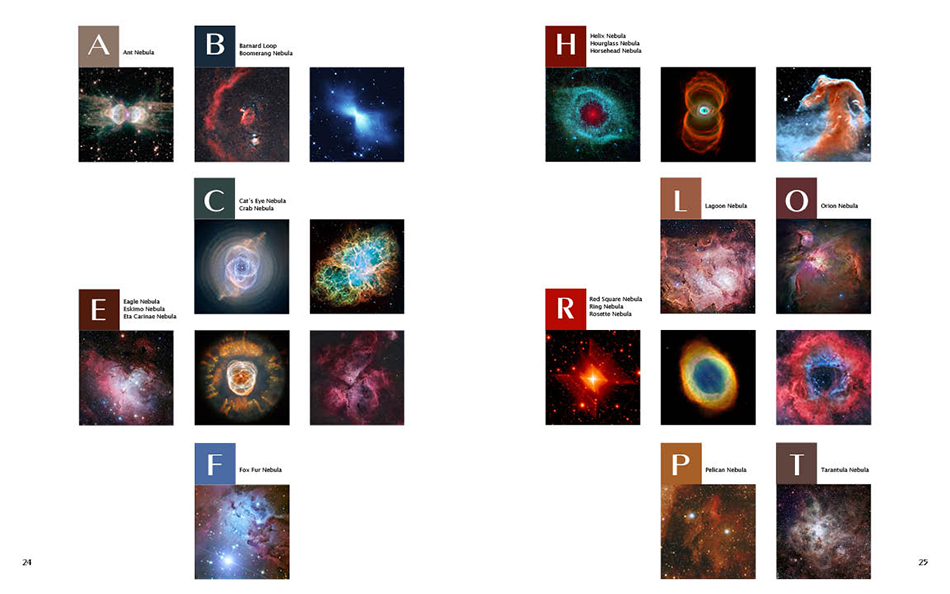 A
Ant Nebula
B
Barnard Loop
Boomerang Nebula
C
Cat's Eye Nebula
Crab Nebula
E
Eagle Nebula
Eskimo Nebula
Eta Carinae Nebula
F
Fox Fur Nebula
24
H
Helix Nebula
Hourglass Nebula
Horsehead Nebula
L
Lagoon Nebula
O
Orion Nebula
R
Red Square Nebula
Ring Nebula
Rosette Nebula
P
Pelican Nebula
T
Tarantula Nebula
25